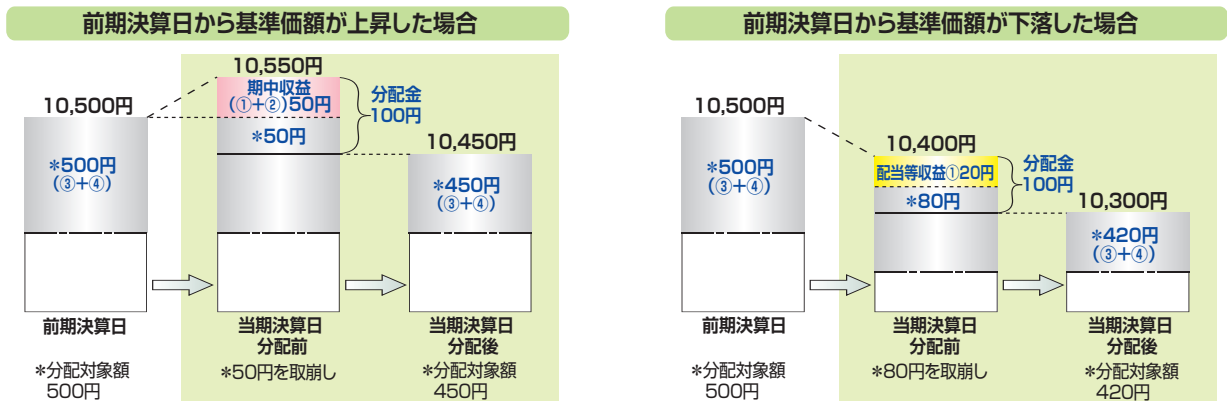 前期決算日から基準価額が上昇した場合
10,550円
期中収益
(①+②)50円
分配金
100円
10,500円
*50円
10,450円
*500円
(③+④)
*450円
(③+④)
前期決算日
当期決算日
分配前
当期決算日
分配後
*分配対象額
500円
*50円を取崩し
*分配対象額
450円
前期決算日から基準価額が下落した場合
10,500円
10,400円
配当等収益①20円
分配金
100円
*500円
(③+④)
*80円
10,300円
*420円
(③+④)
前期決算日
当期決算日
分配前
当期決算日
分配後
*分配対象額
500円
*80円を取崩し
*分配対象額
420円